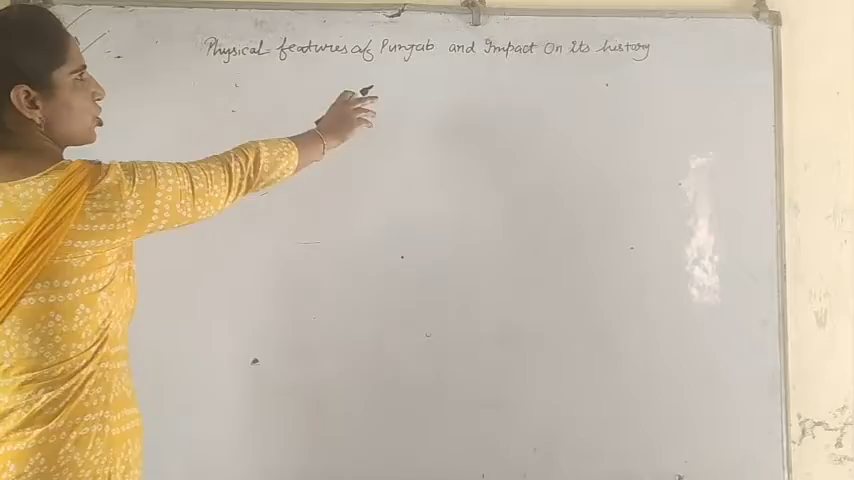 Physical features of Punjab and Impact On Its history